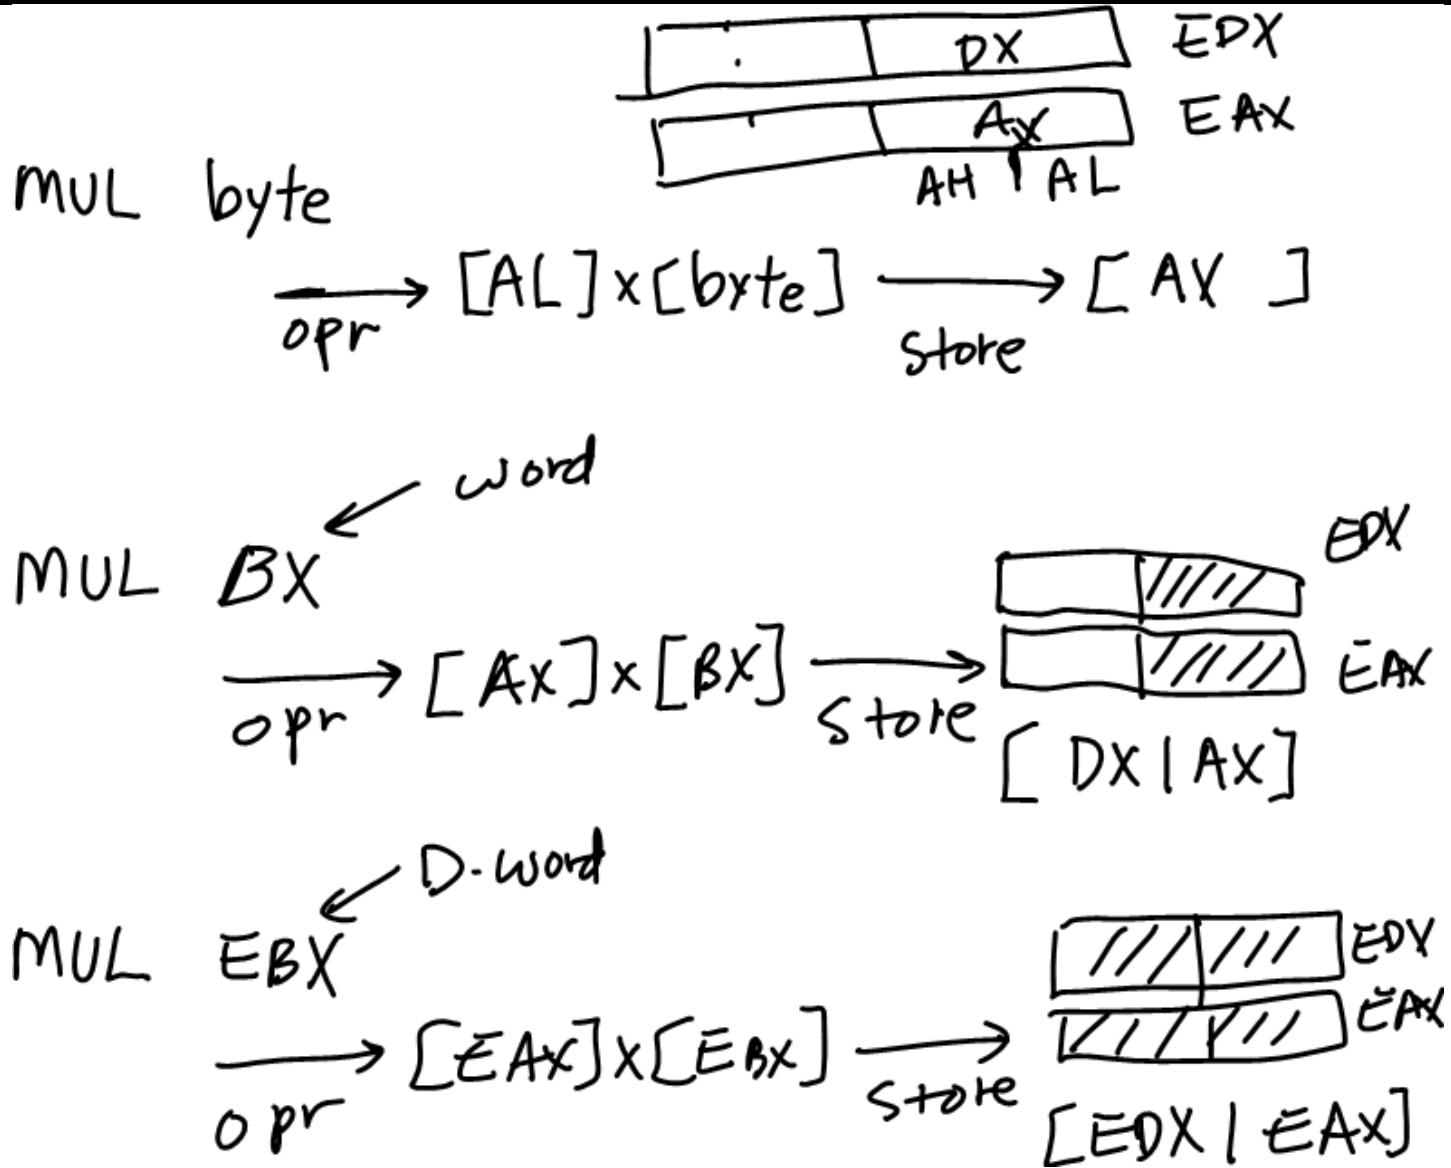 DX EDX
AX EAX
AH AL
MUL byte
opr [AL]x[byte] store [AX ]
word
MUL BX
EDX
EAX
opr [AX]x[BX] store
[DX|AX]
D-word
MUL EBX
EDX
EAX
opr [EAX]x[EBX] store
[EDX|EAX]